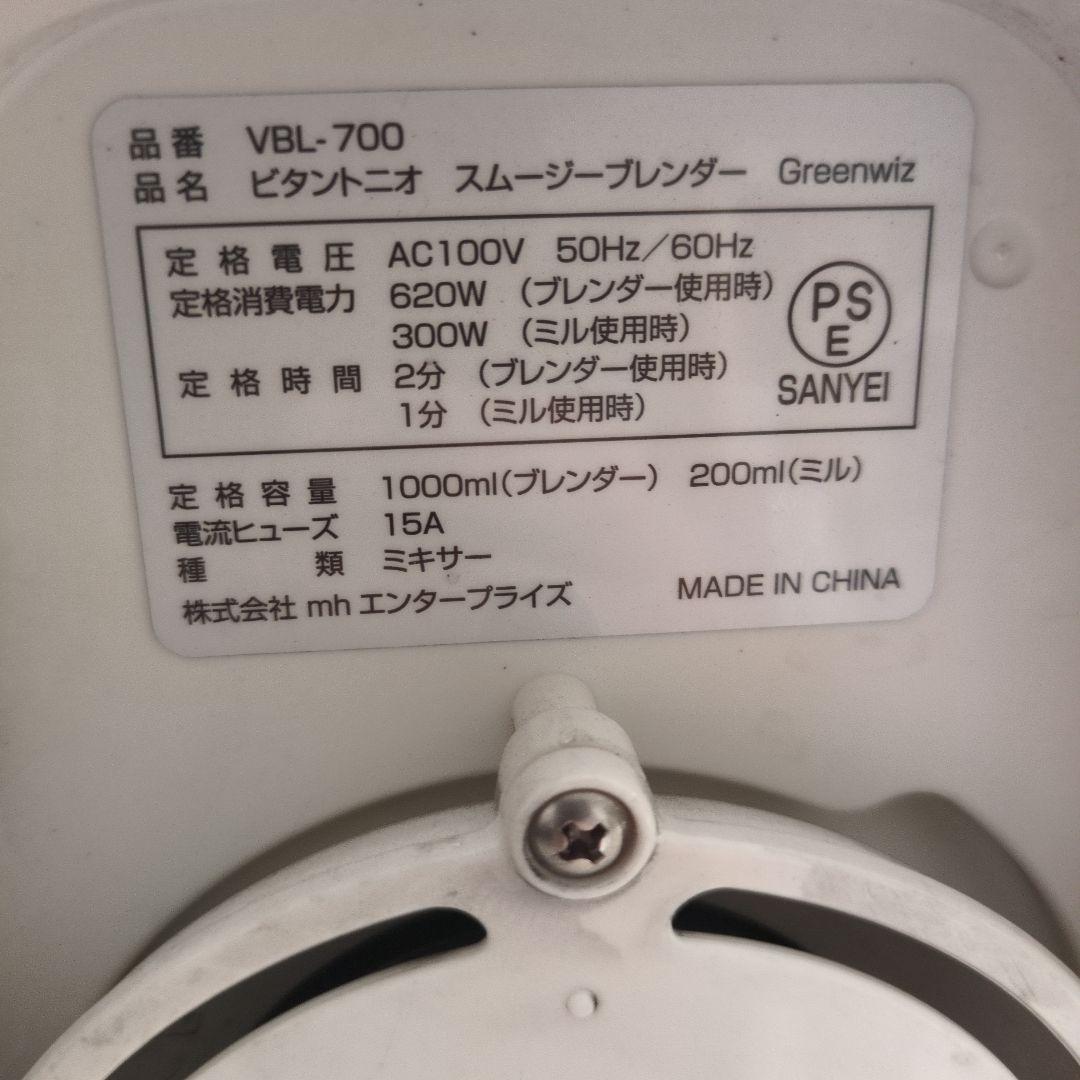 品番 VBL-700
品名 ビタントニオ スムージーブレンダー Greenwiz
定格電圧 AC100V 50Hz/60Hz
定格消費電力 620W (ブレンダー使用時)
300W (ミル使用時)
定格時間 2分 (ブレンダー使用時)
1分 (ミル使用時)
PS
E
SANYEI
定格容量 1000ml(ブレンダー) 200ml(ミル)
電流ヒューズ 15A
種類 ミキサー
株式会社 mhエンタープライズ MADE IN CHINA